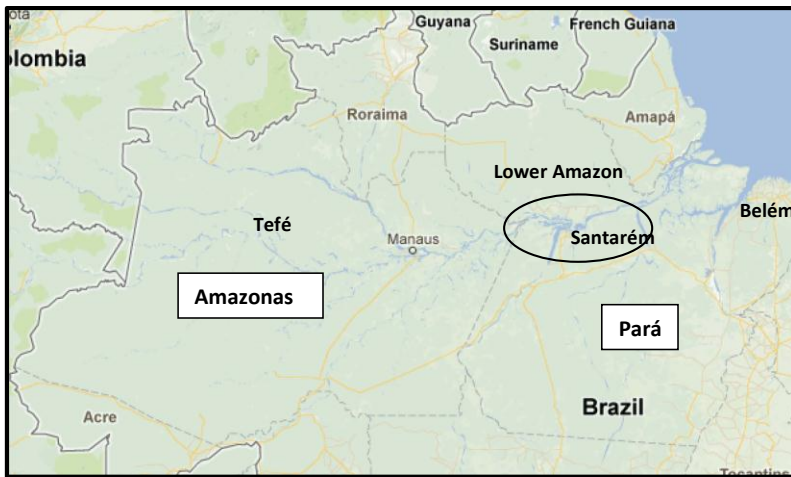 ota
Guyana
French Guiana
Suriname
olombia
Roraima
Amapá
Lower Amazon
Belém
Tefé
Santarém
Manaus
Amazonas
Pará
Brazil
Acre
Tocantins